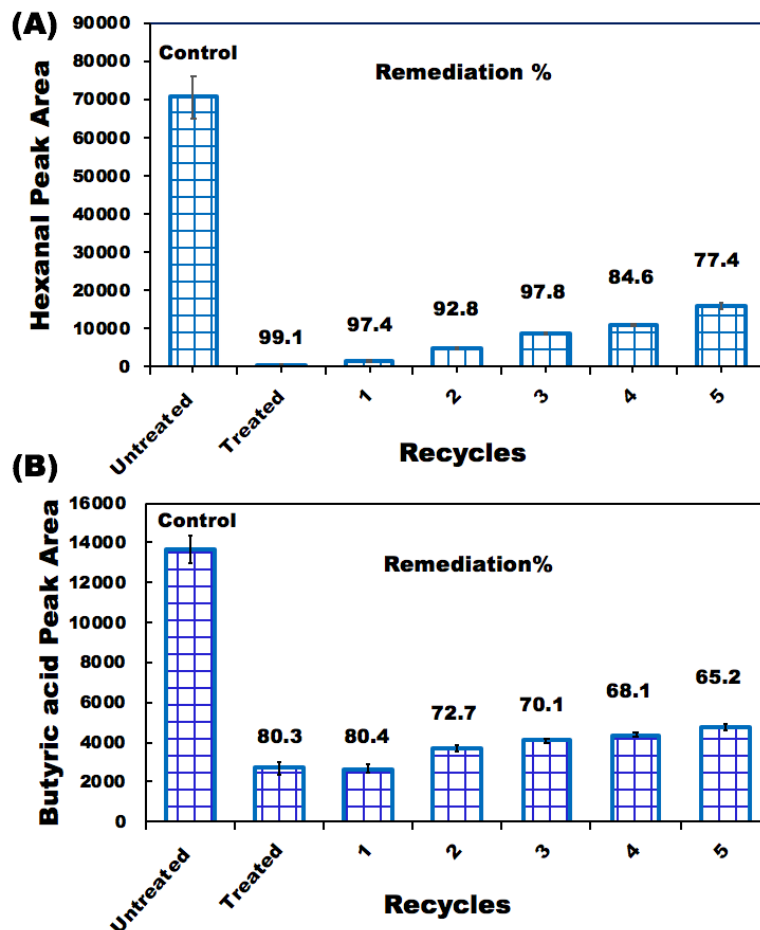 (A)
Hexanal Peak Area
90000
80000
70000
60000
50000
40000
30000
20000
10000
0
Control
Remediation %
99.1
97.4
92.8
97.8
84.6
77.4
Untreated
Treated
1
2
3
4
5
Recycles
(B)
Butyric acid Peak Area
16000
14000
12000
10000
8000
6000
4000
2000
0
Control
Remediation%
80.3
80.4
72.7
70.1
68.1
65.2
Untreated
Treated
1
2
3
4
5
Recycles